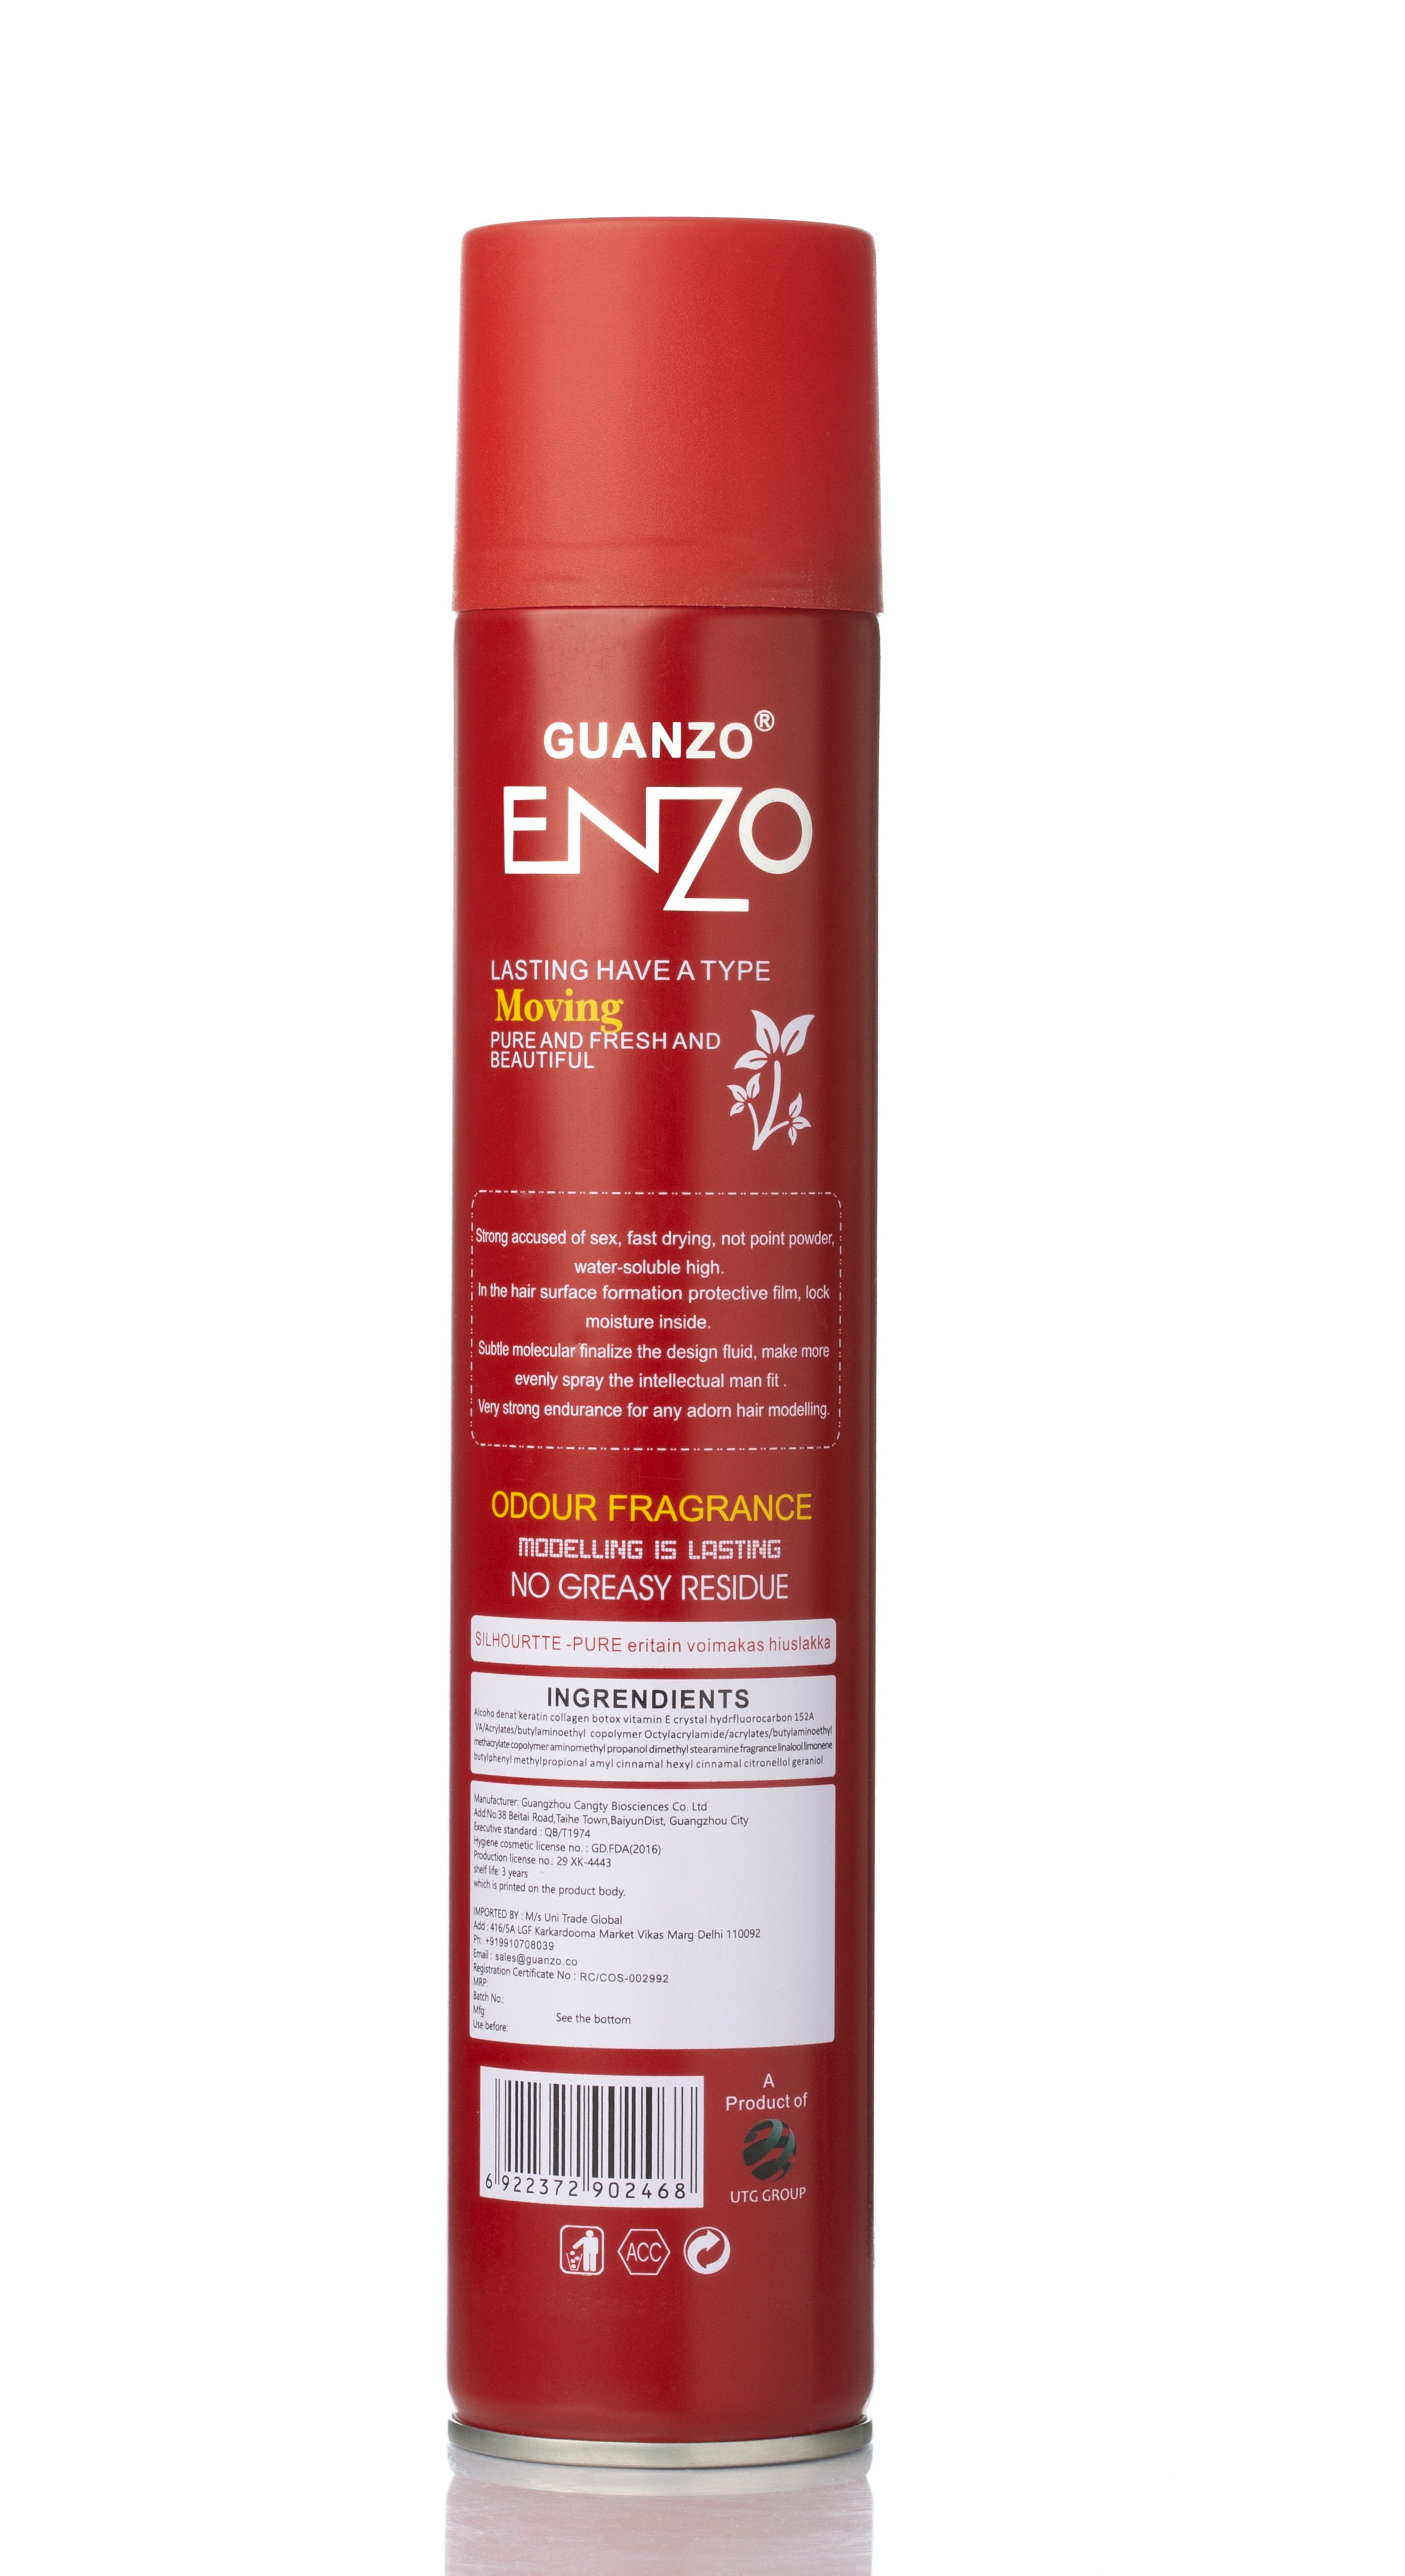 GUANZO®
ENZO
LASTING HAVE A TYPE
Moving
PURE AND FRESH AND
BEAUTIFUL
Strong accused of sex, fast drying, not point powder,
water-soluble high.
In the hair surface formation protective film, lock
moisture inside.
Subtle molecular finalize the design fluid, make more
evenly spray the intellectual man fit .
Very strong endurance for any adorn hair modelling.
ODOUR FRAGRANCE
MODELLING IS LASTING
NO GREASY RESIDUE
SILHOURTTE -PURE eritain voimakas hiuslakka
INGRENDIENTS
Alcoho denat keratin collagen botox vitamin E crystal hydrfluorocarbon 152A
VA/Acrylates/butylaminoethyl copolymer Octylacrylamide/acrylates/butylaminoethyl
methacrylate copolymer aminomethyl propanol dimethyl stearamine fragrance linalool limonene
butylphenyl methylpropional amyl cinnamal hexyl cinnamal citronellol geraniol
Manufacturer: Guangzhou Cangty Biosciences Co. Ltd
Add:No.38 Beitai Road,Taihe Town,BaiyunDist, Guangzhou City
Executive standard : QB/T1974
Hygiene cosmetic license no. : GD.FDA(2016)
Production license no.: 29 XK-4443
shelf life: 3 years
which is printed on the product body.
IMPORTED BY : M/s Uni Trade Global
Add : 416/5A LGF Karkardooma Market Vikas Marg Delhi 110092
Ph: +919910708039
Email : sales@guanzo.co
Registration Certificate No : RC/COS-002992
MRP:
Batch No.:
Mfg:
See the bottom
Use before:
6 922372 902468
A
Product of
UTG GROUP
ACC